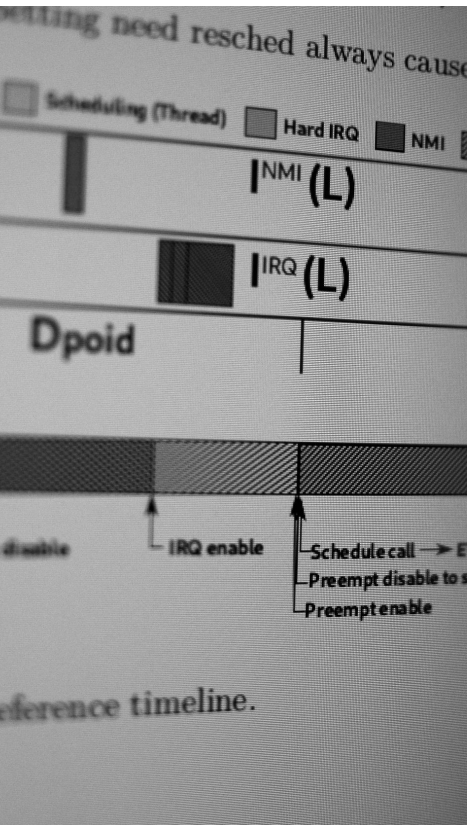 setting need resched always cause
Scheduling (Thread) Hard IRQ NMI
I NMI (L)
I IRQ (L)
Dpoid
disable IRQ enable Schedule call → E
Preempt disable to s
Preempt enable
eference timeline.